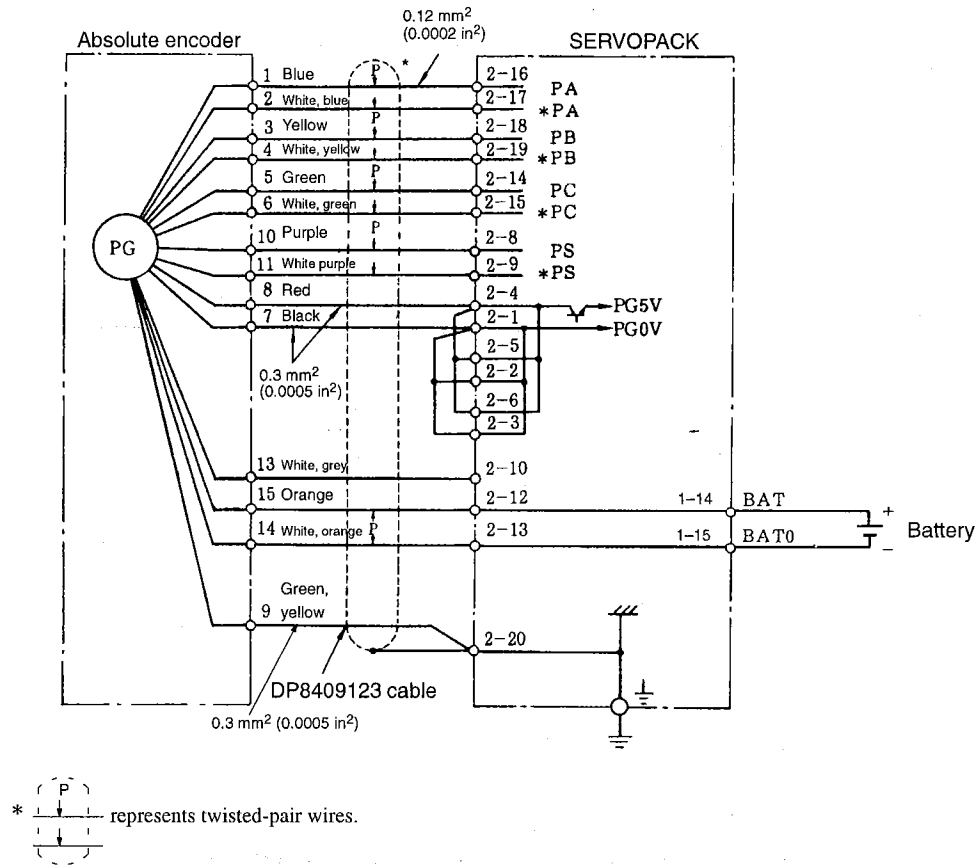 0.12 mm²
(0.0002 in²)
Absolute encoder
SERVOPACK
P
*
1 Blue
2-16
PA
2 White, blue
2-17
*PA
P
3 Yellow
2-18
PB
4 White, yellow
2-19
*PB
P
5 Green
2-14
PC
6 White, green
2-15
*PC
P
10 Purple
2-8
PS
PG
11 White purple
2-9
*PS
8 Red
2-4
PG5V
7 Black
2-1
PG0V
2-5
0.3 mm²
(0.0005 in²)
2-2
2-6
2-3
13 White, grey
2-10
15 Orange
2-12
1-14
BAT
+
14 White, orange
P
2-13
1-15
BAT0
-
Battery
Green,
9 yellow
2-20
DP8409123 cable
0.3 mm² (0.0005 in²)
P
* represents twisted-pair wires.